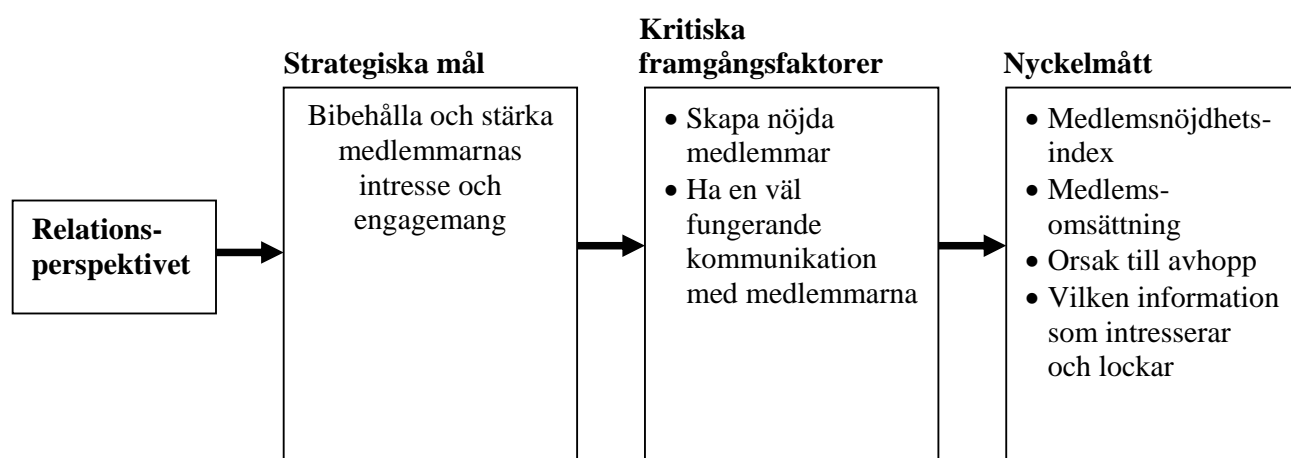 Relations-
perspektivet
Strategiska mål
Bibehålla och stärka
medlemmarnas
intresse och
engagemang
Kritiska
framgångsfaktorer
• Skapa nöjda
medlemmar
• Ha en väl
fungerande
kommunikation
med medlemmarna
Nyckelmått
• Medlemsnöjdhets-
index
• Medlems-
omsättning
• Orsak till avhopp
• Vilken information
som intresserar
och lockar